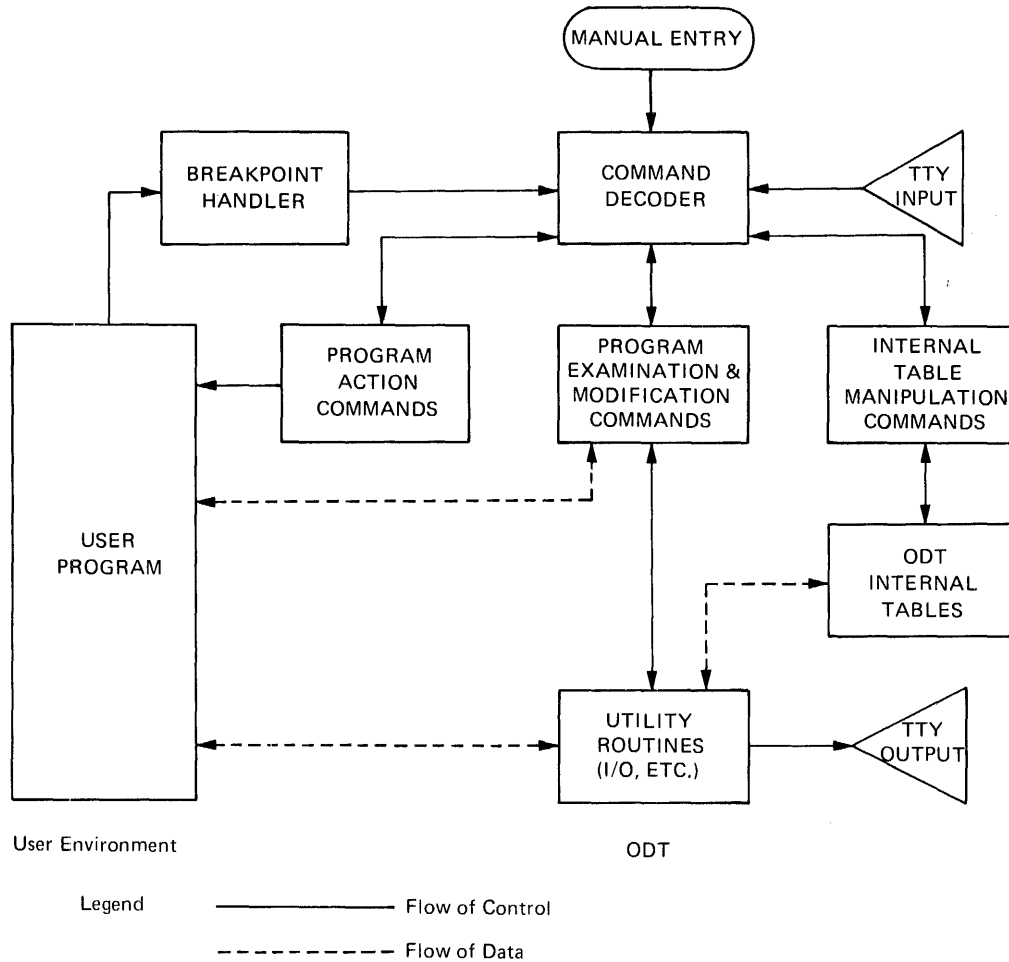 MANUAL ENTRY
BREAKPOINT
HANDLER
COMMAND
DECODER
TTY
INPUT
PROGRAM
ACTION
COMMANDS
PROGRAM
EXAMINATION &
MODIFICATION
COMMANDS
INTERNAL
TABLE
MANIPULATION
COMMANDS
USER
PROGRAM
ODT
INTERNAL
TABLES
UTILITY
ROUTINES
(I/O, ETC.)
TTY
OUTPUT
User Environment
ODT
Legend
Flow of Control
Flow of Data